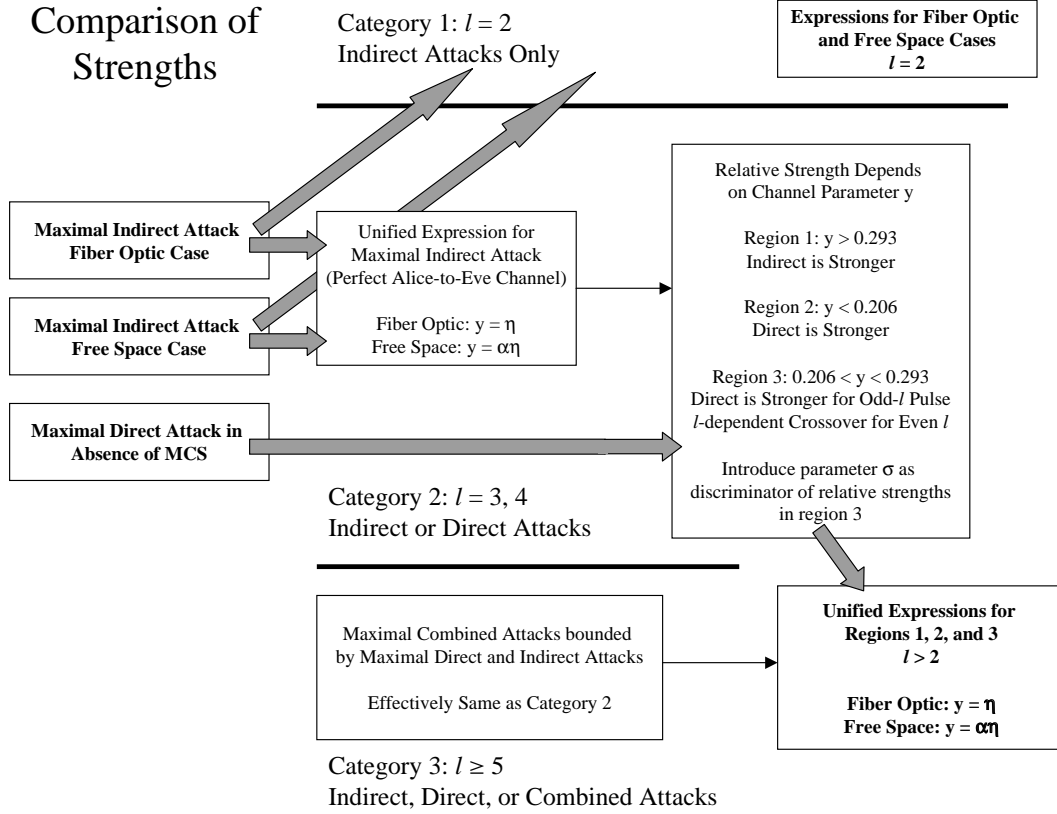 Comparison of
Strengths
Category 1: l = 2
Indirect Attacks Only
Expressions for Fiber Optic
and Free Space Cases
l = 2
Maximal Indirect Attack
Fiber Optic Case
Maximal Indirect Attack
Free Space Case
Maximal Direct Attack in
Absence of MCS
Unified Expression for
Maximal Indirect Attack
(Perfect Alice-to-Eve Channel)
Fiber Optic: y = η
Free Space: y = αη
Relative Strength Depends
on Channel Parameter y
Region 1: y > 0.293
Indirect is Stronger
Region 2: y < 0.206
Direct is Stronger
Region 3: 0.206 < y < 0.293
Direct is Stronger for Odd-l Pulse
l-dependent Crossover for Even l
Introduce parameter σ as
discriminator of relative strengths
in region 3
Category 2: l = 3, 4
Indirect or Direct Attacks
Maximal Combined Attacks bounded
by Maximal Direct and Indirect Attacks
Effectively Same as Category 2
Unified Expressions for
Regions 1, 2, and 3
l > 2
Fiber Optic: y = η
Free Space: y = αη
Category 3: l ≥ 5
Indirect, Direct, or Combined Attacks